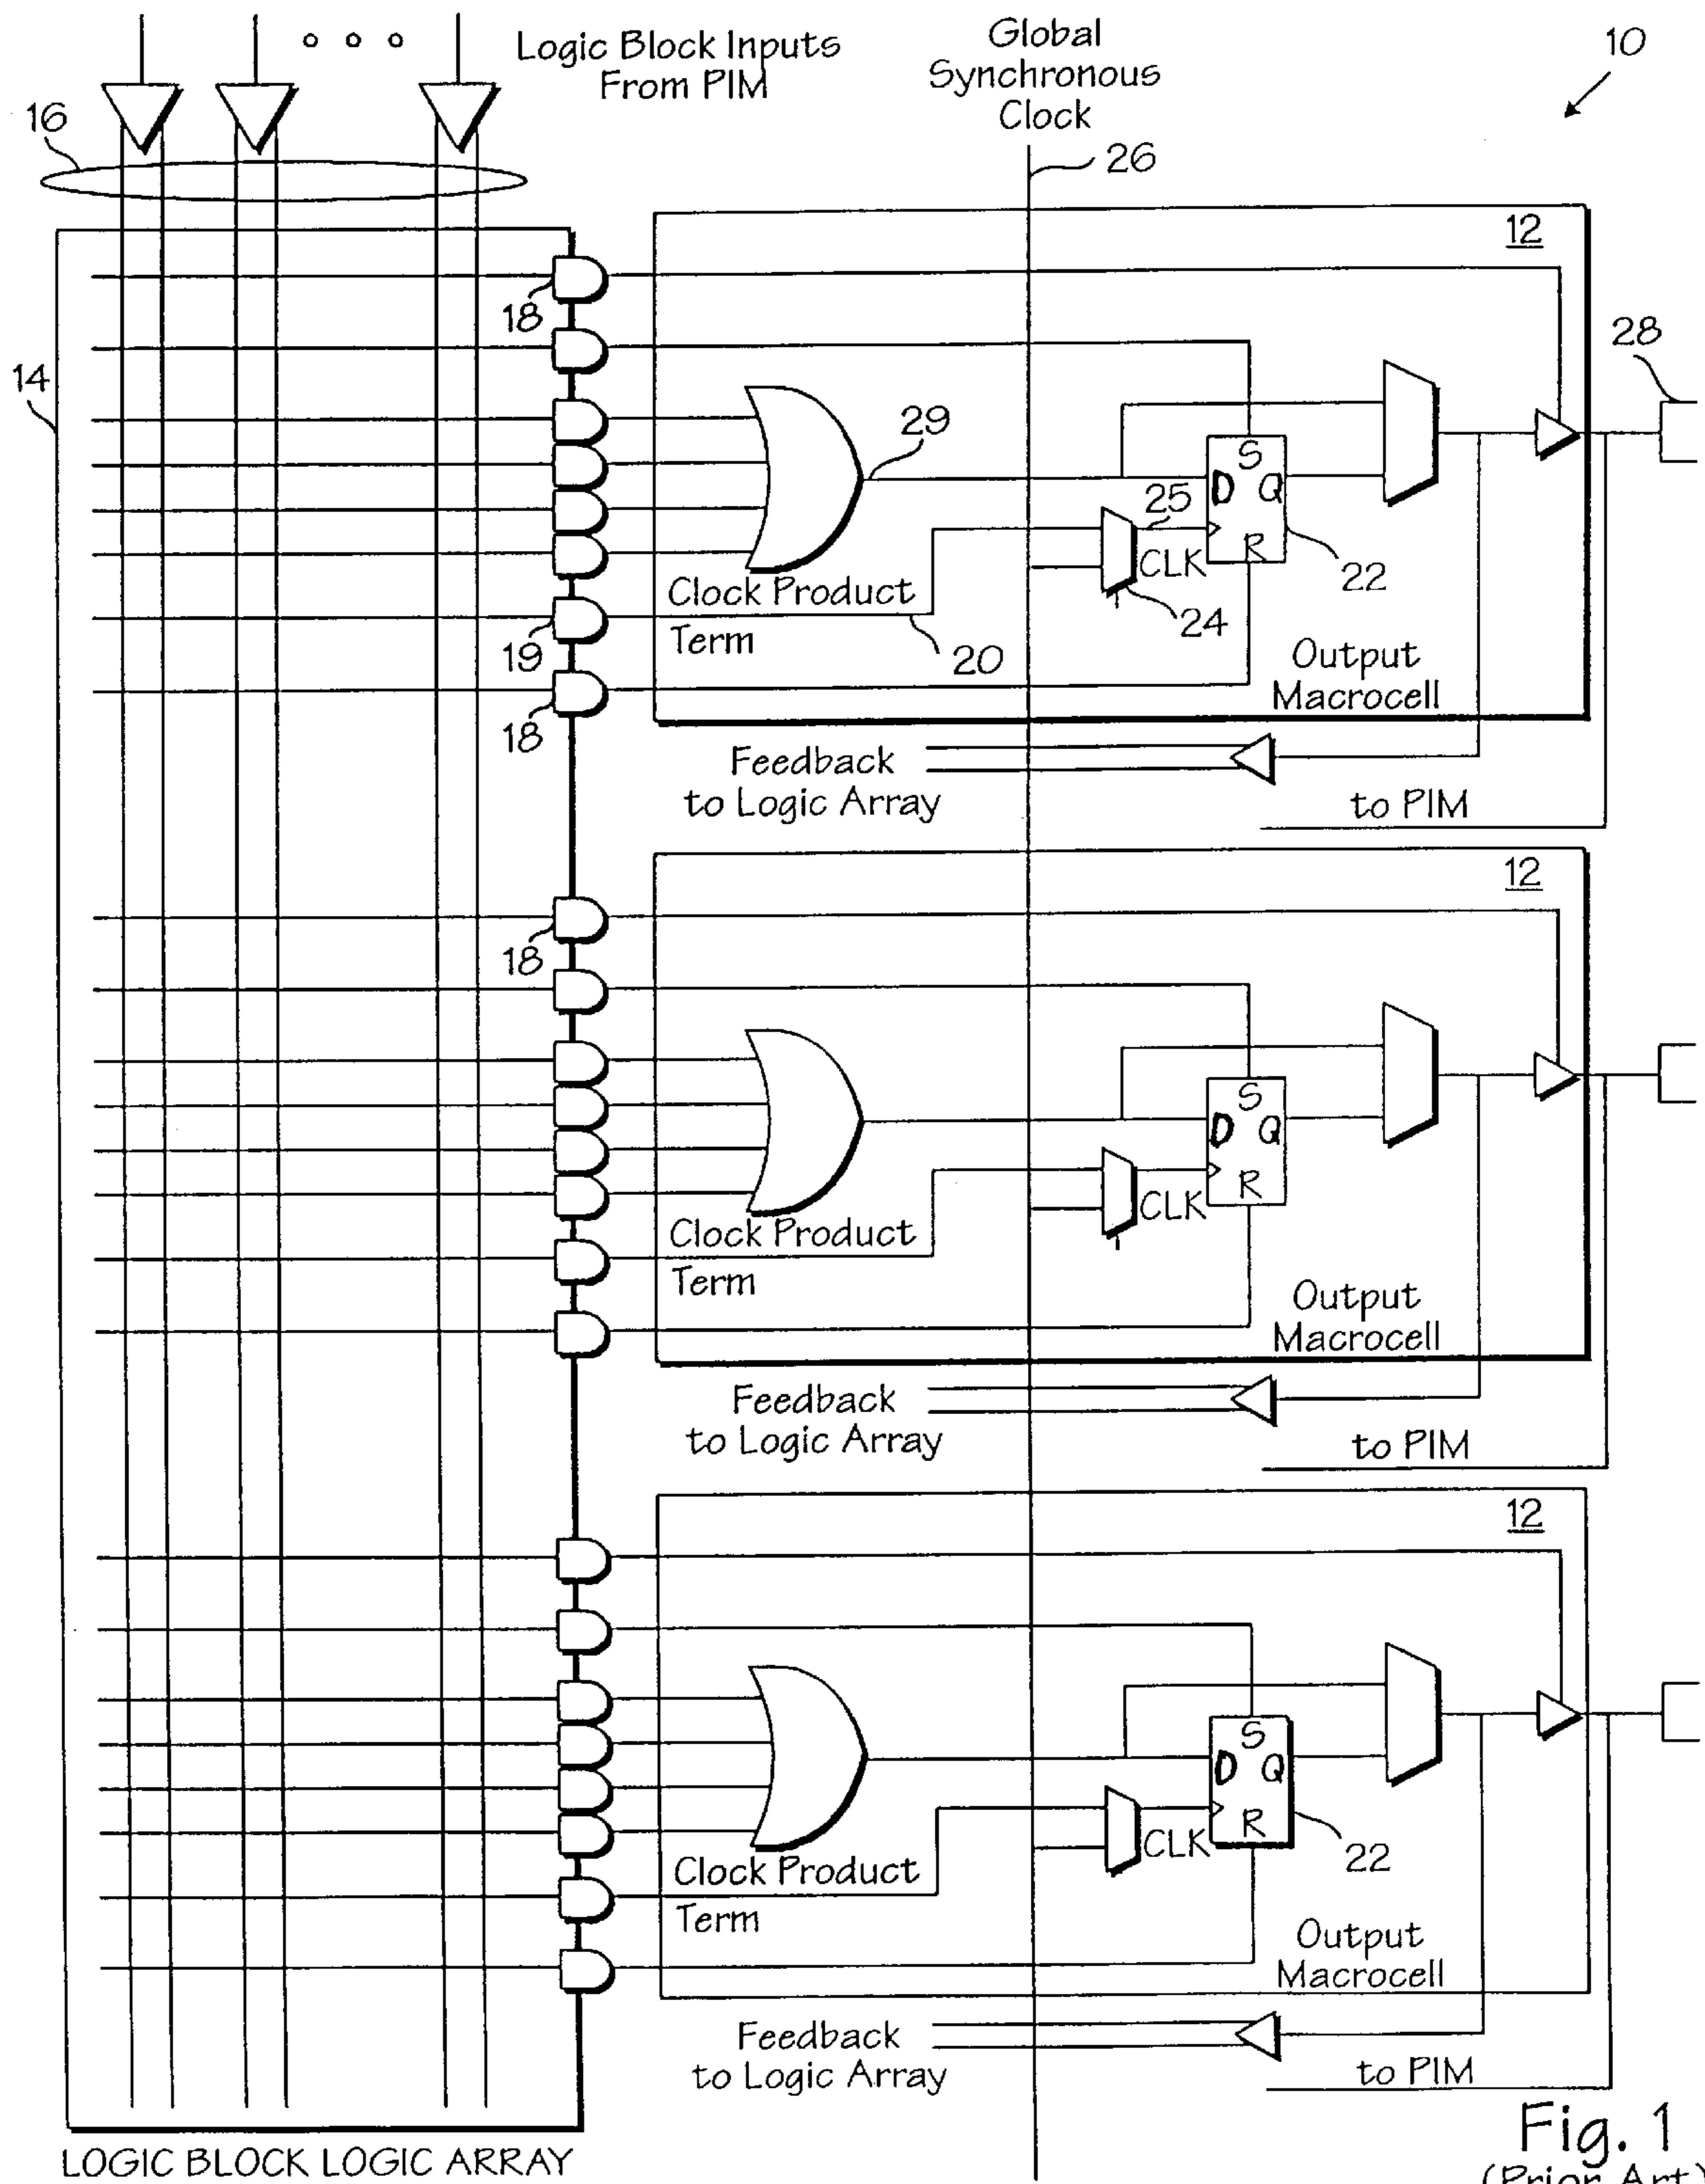 Logic Block Inputs
From PIM
Global
Synchronous
Clock
10
16
26
12
18
28
14
29
S
D Q
25
R
CLK
22
Clock Product
Term
24
19
20
Output
Macrocell
18
Feedback
to Logic Array
to PIM
12
18
S
D Q
R
CLK
Clock Product
Term
Output
Macrocell
Feedback
to Logic Array
to PIM
12
S
D Q
R
CLK
22
Clock Product
Term
Output
Macrocell
Feedback
to Logic Array
to PIM
LOGIC BLOCK LOGIC ARRAY
Fig. 1
(Prior Art)